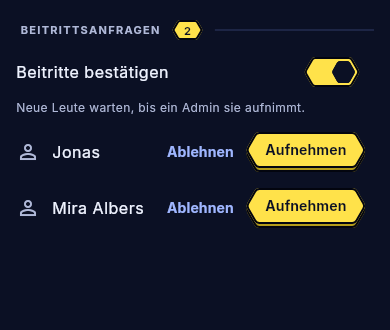 BEITRITTSANFRAGEN 2
Beitritte bestätigen
Neue Leute warten, bis ein Admin sie aufnimmt.
Jonas Ablehnen Aufnehmen
Mira Albers Ablehnen Aufnehmen